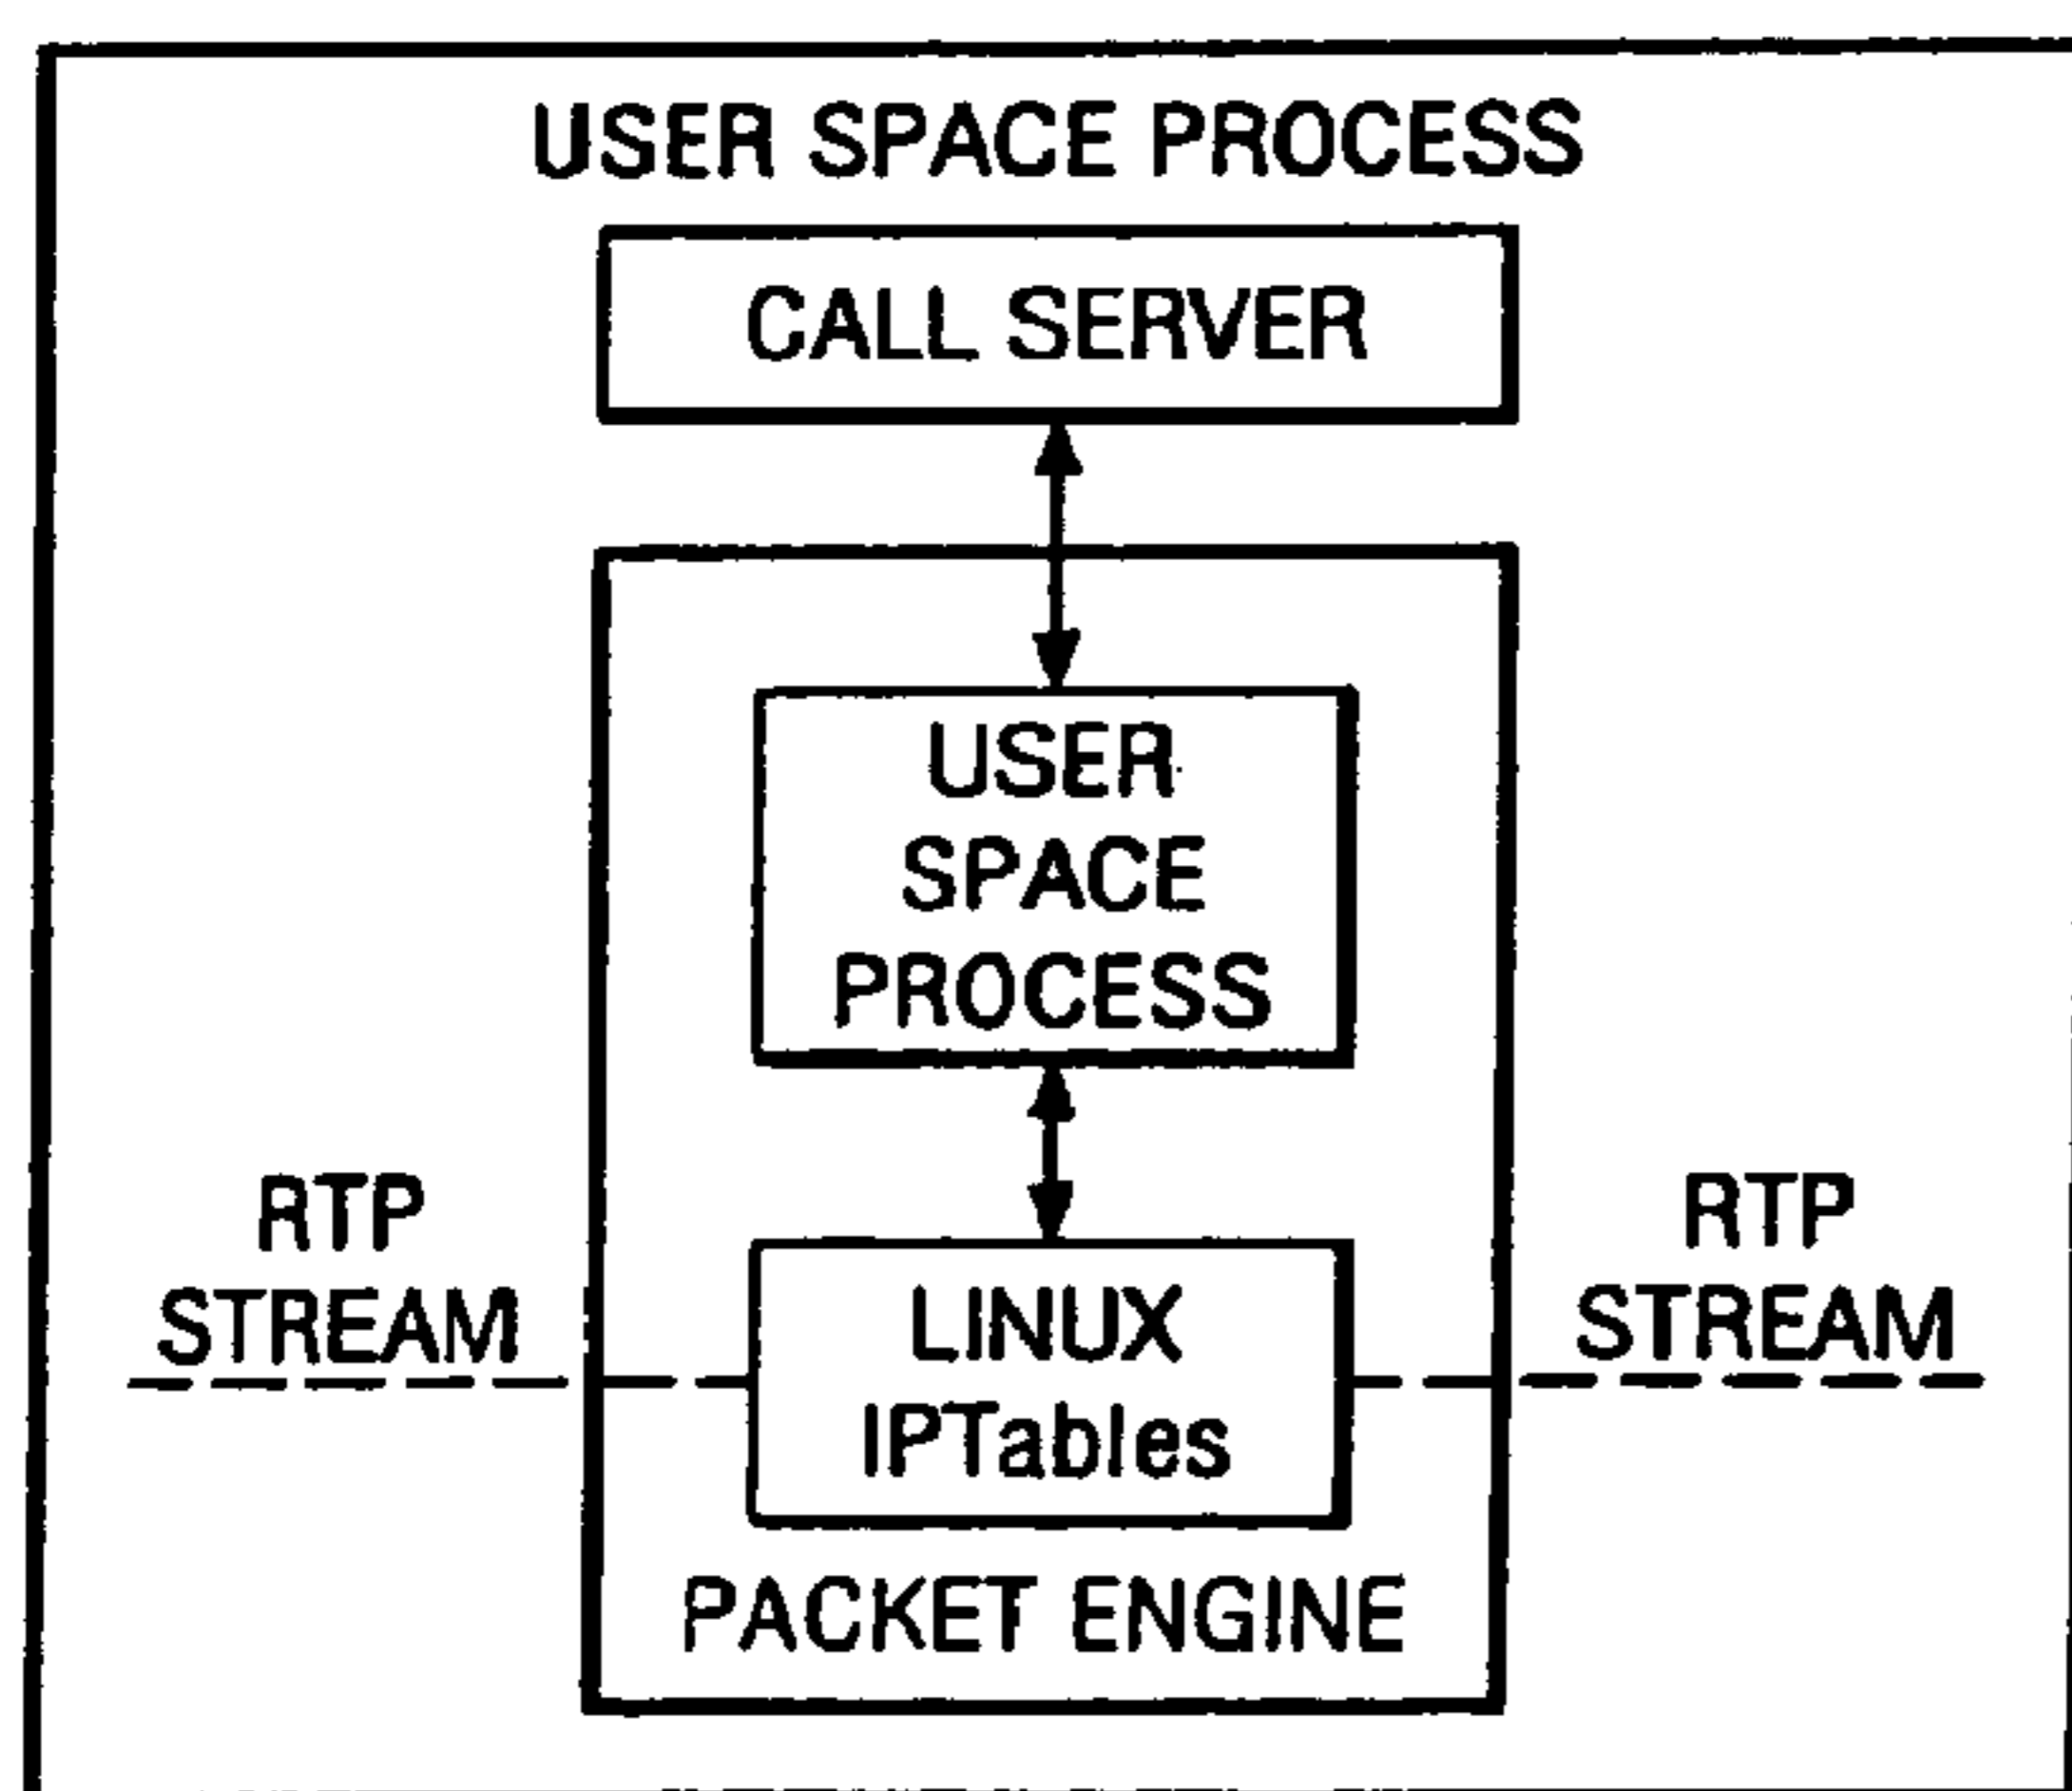 USER SPACE PROCESS
CALL SERVER
USER
SPACE
PROCESS
RTP
STREAM
LINUX
IPTables
RTP
STREAM
PACKET ENGINE